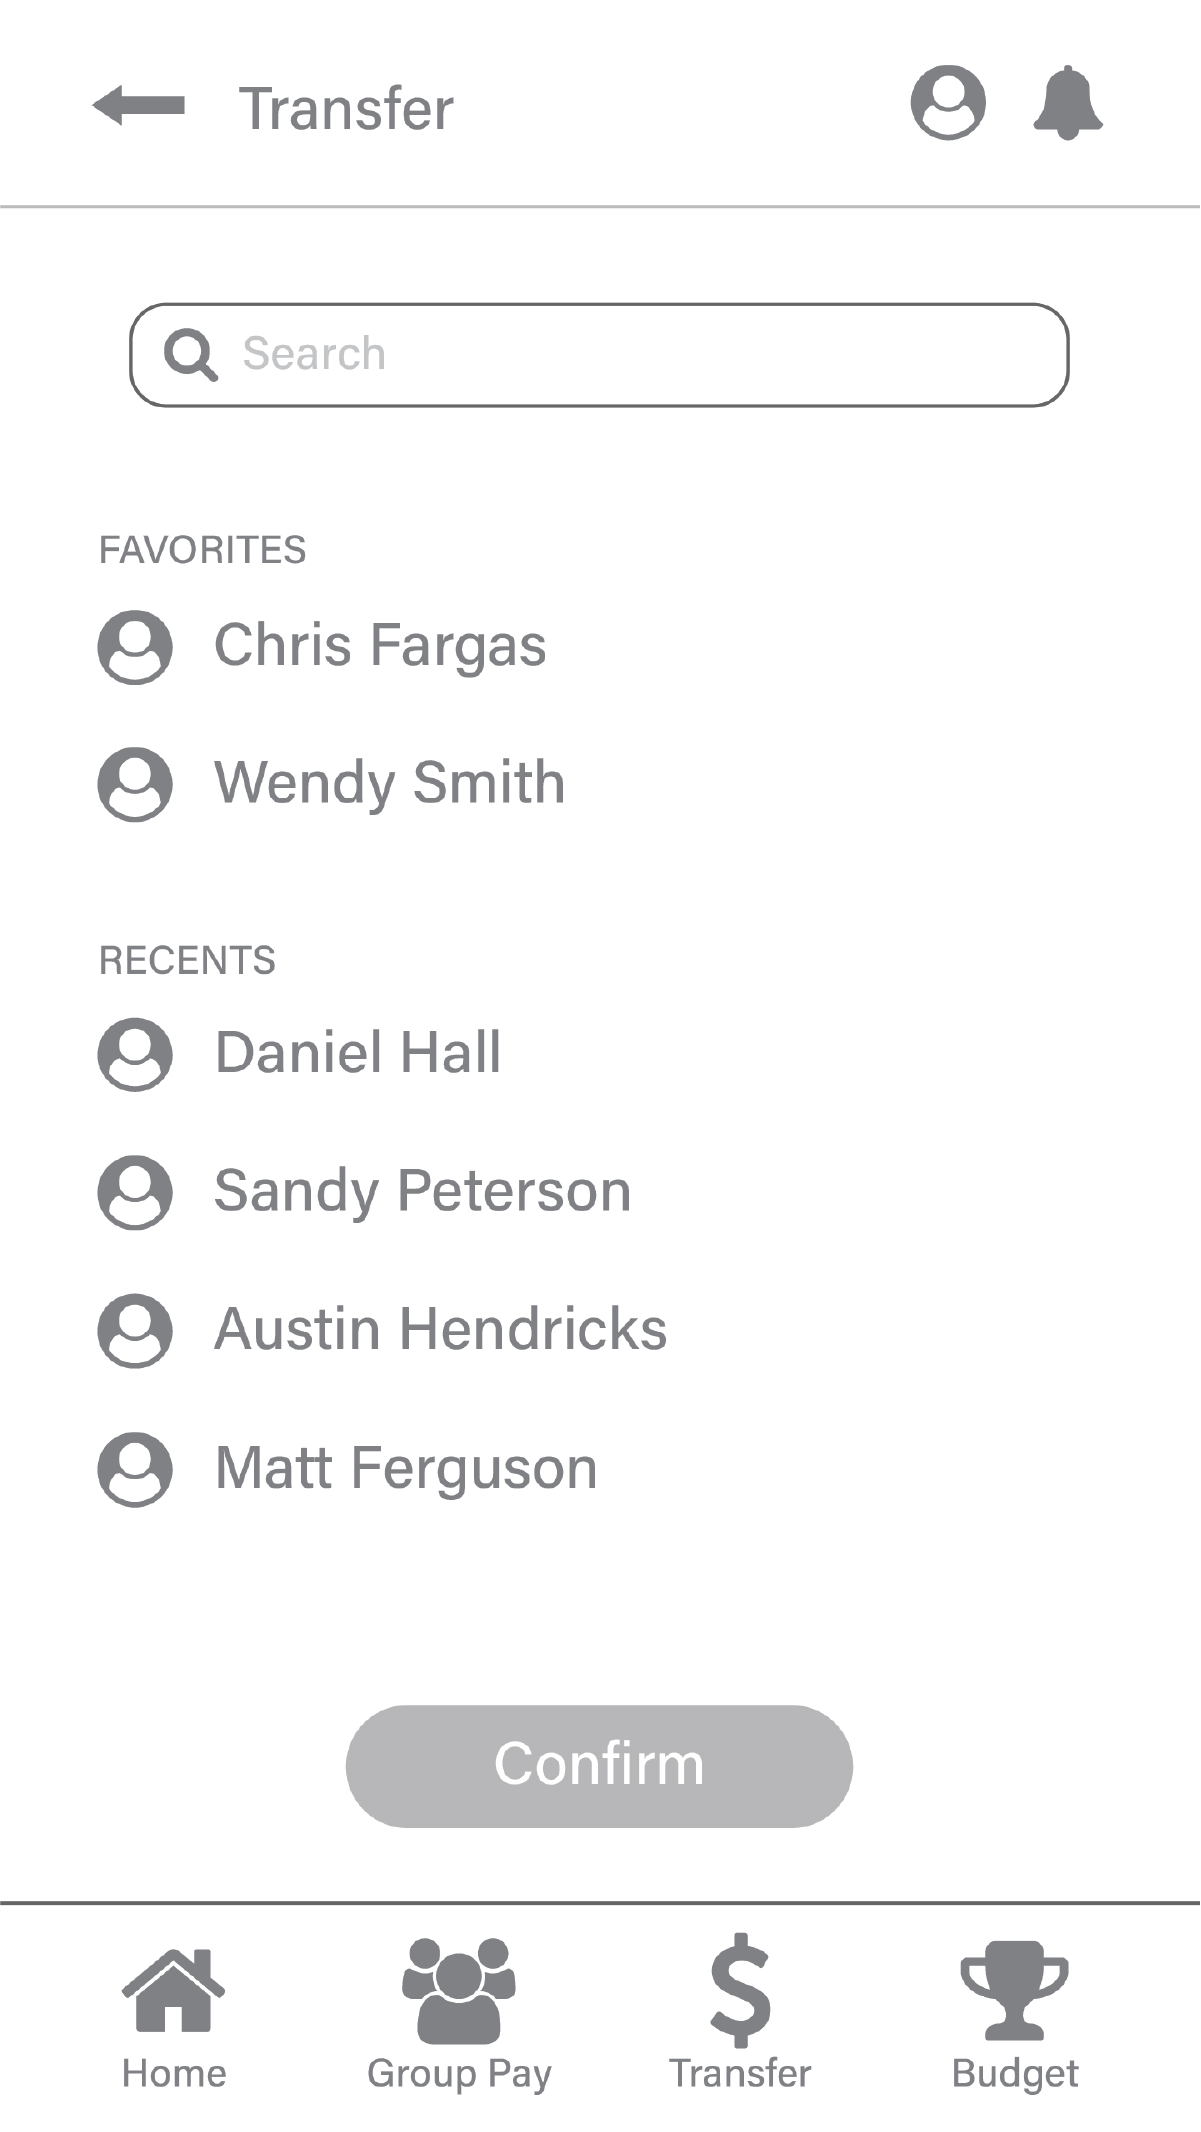 Transfer
Search
FAVORITES
Chris Fargas
Wendy Smith
RECENTS
Daniel Hall
Sandy Peterson
Austin Hendricks
Matt Ferguson
Confirm
Home
Group Pay
Transfer
Budget